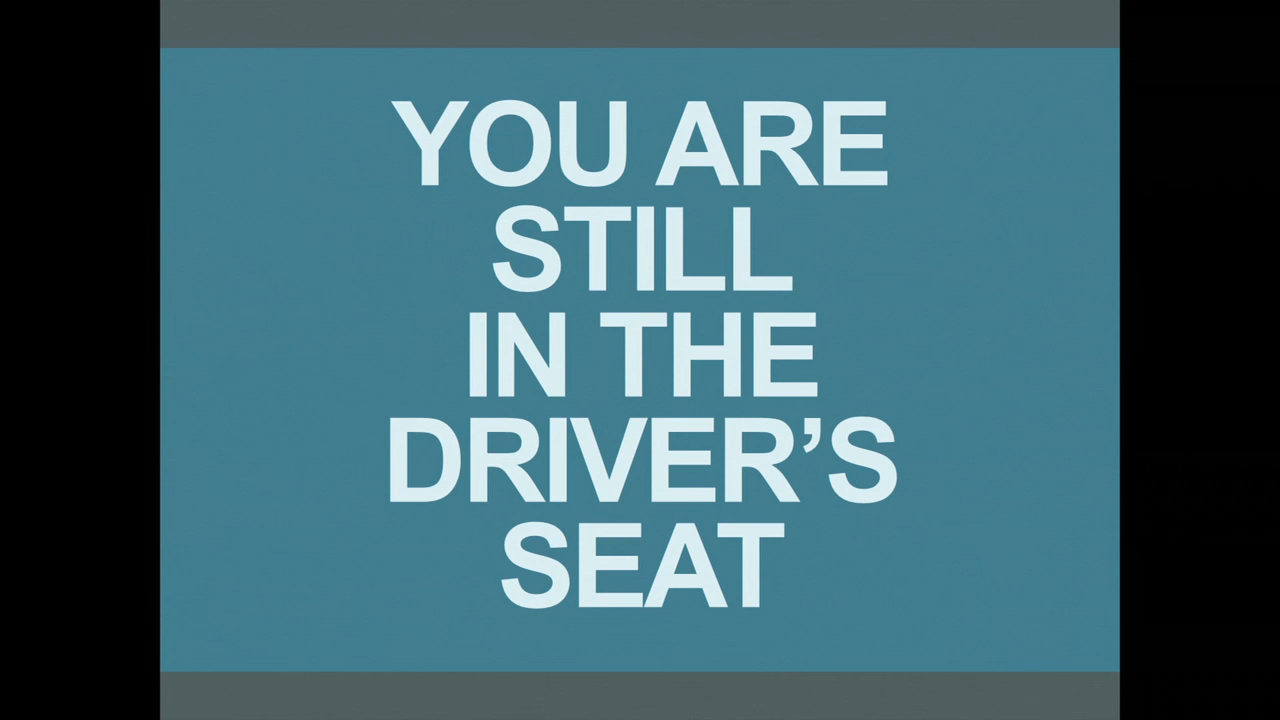 YOU ARE
STILL
IN THE
DRIVER’S
SEAT